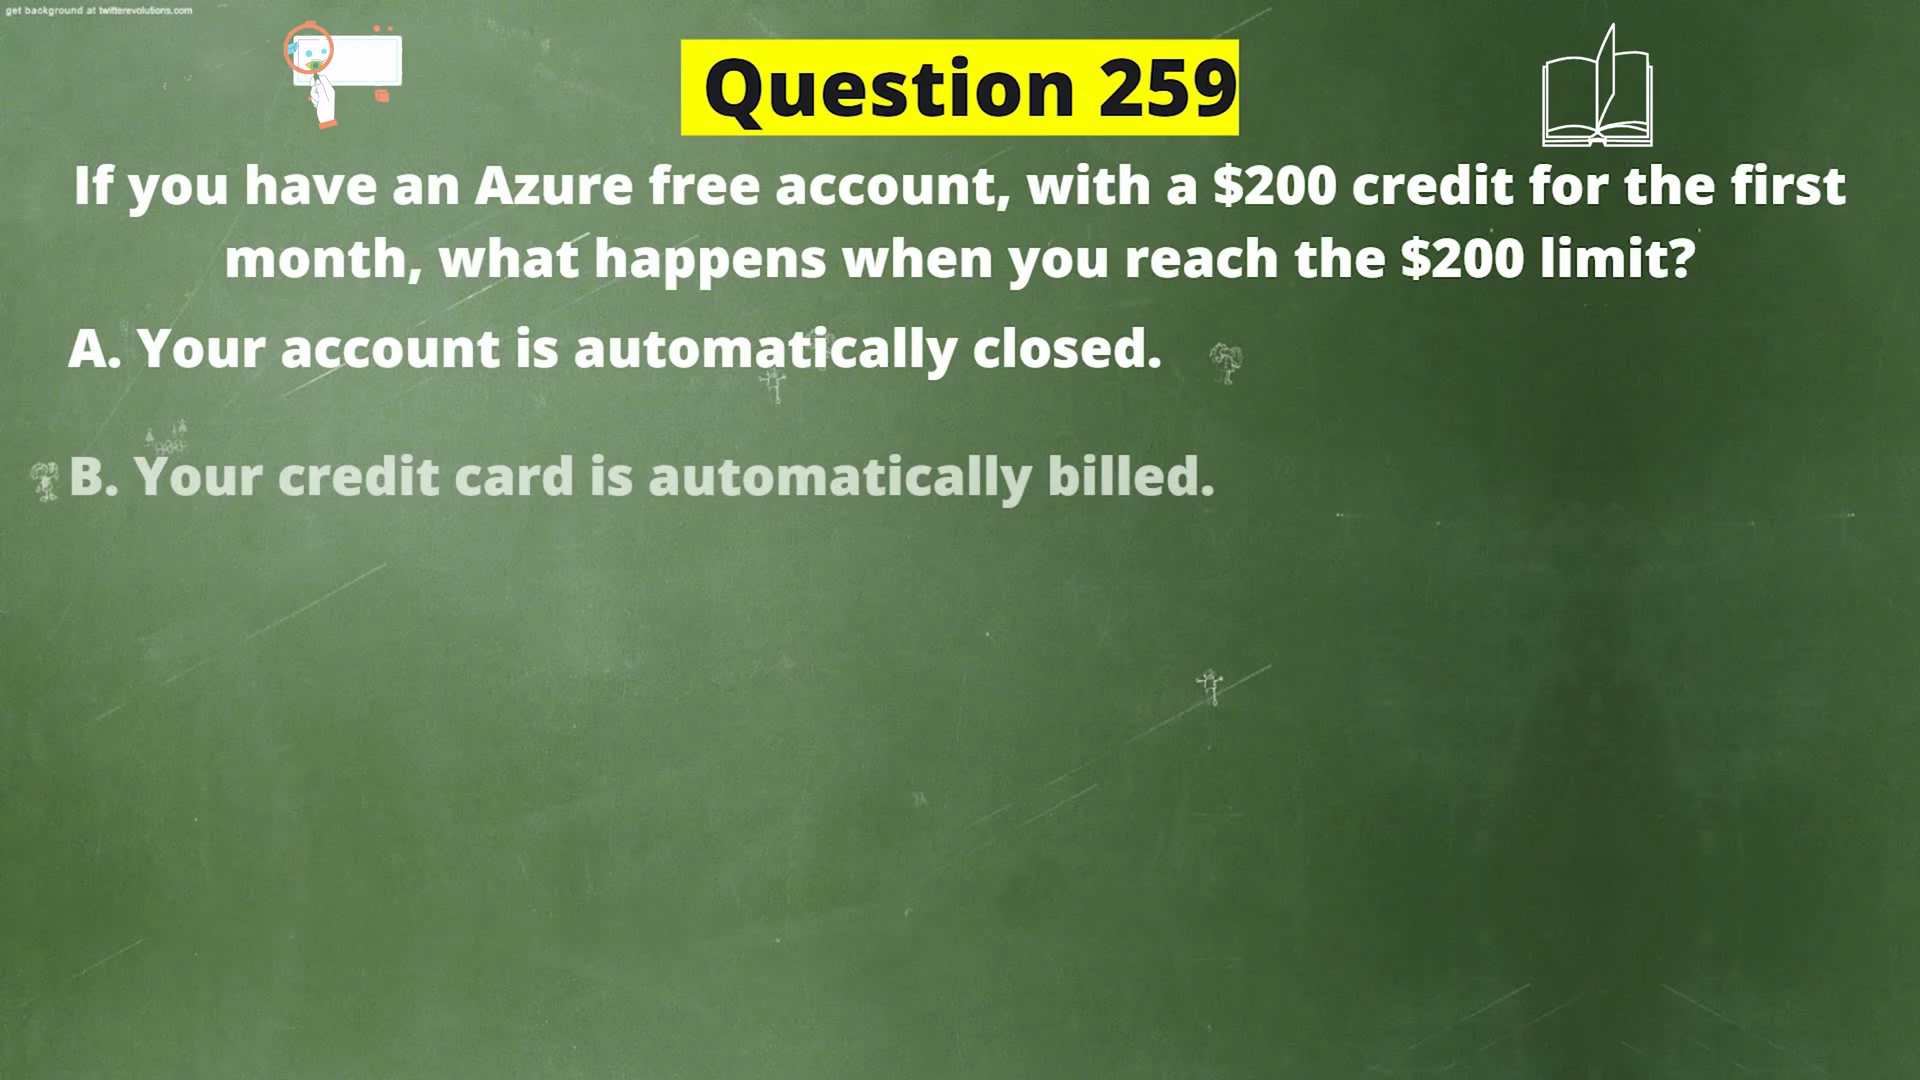 get background at twitterevolutions.com
Question 259
If you have an Azure free account, with a $200 credit for the first
month, what happens when you reach the $200 limit?
A. Your account is automatically closed.
B. Your credit card is automatically billed.